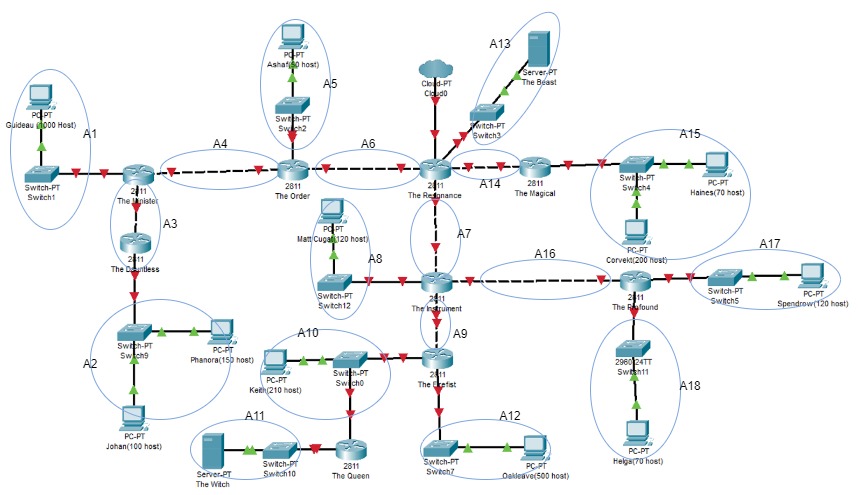 A13
PC-PT
Ashaf(60 host)
A5
Cloud-PT
Cloud0
Server-PT
The Beast
PC-PT
Guideau (1000 Host)
A1
Switch-PT
Switch2
Switch-PT
Switch3
A4
A6
A15
Switch-PT
Switch1
2811
The Minister
2811
The Order
2811
The Resonance
A14
2811
The Magical
Switch-PT
Switch4
PC-PT
Haines(70 host)
A3
2811
The Dauntless
PC-PT
Matt Cugat(120 host)
A7
PC-PT
Corvekt(200 host)
A8
A16
A17
Switch-PT
Switch12
2811
The Instrument
2811
The Profound
Switch-PT
Switch5
PC-PT
Spendrow(120 host)
A2
Switch-PT
Switch9
PC-PT
Phanora(150 host)
A10
A9
PC-PT
Keith(210 host)
Switch-PT
Switch0
2811
2960-24TT
Switch11
A18
PC-PT
Johan(100 host)
A11
A12
Server-PT
The Witch
Switch-PT
Switch10
2811
The Queen
Switch-PT
Switch7
PC-PT
Oakleave(500 host)
PC-PT
Helga(70 host)